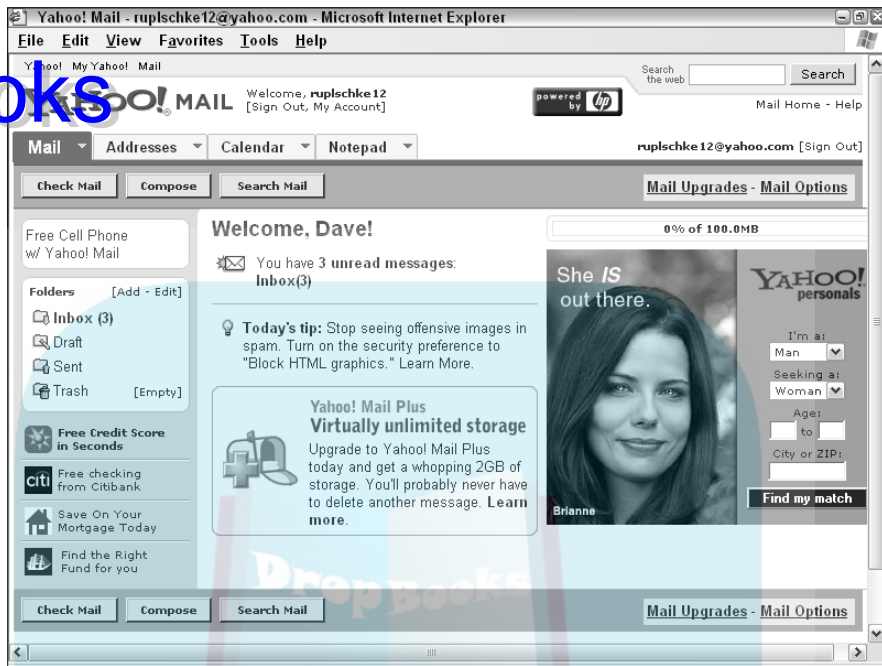 Yahoo! Mail - ruplschke12@yahoo.com - Microsoft Internet Explorer
File Edit View Favorites Tools Help
Yahoo! My Yahoo! Mail
Search the web
Search
oks
YAHOO! MAIL
Welcome, ruplschke12
[Sign Out, My Account]
powered by hp
Mail Home - Help
Mail Addresses Calendar Notepad
ruplschke12@yahoo.com [Sign Out]
Check Mail Compose Search Mail
Mail Upgrades - Mail Options
Free Cell Phone
w/ Yahoo! Mail
Folders [Add - Edit]
Inbox (3)
Draft
Sent
Trash [Empty]
Free Credit Score
in Seconds
citi
Free checking
from Citibank
Save On Your
Mortgage Today
Find the Right
Fund for you
Welcome, Dave!
You have 3 unread messages:
Inbox(3)
Today's tip: Stop seeing offensive images in
spam. Turn on the security preference to
"Block HTML graphics." Learn More.
Yahoo! Mail Plus
Virtually unlimited storage
Upgrade to Yahoo! Mail Plus
today and get a whopping 2GB of
storage. You'll probably never have
to delete another message. Learn
more.
0% of 100.0MB
She IS
out there.
Brianne
YAHOO!
personals
I'm a:
Man
Seeking a:
Woman
Age:
to
City or ZIP:
Find my match
DropBooks
Check Mail Compose Search Mail
Mail Upgrades - Mail Options